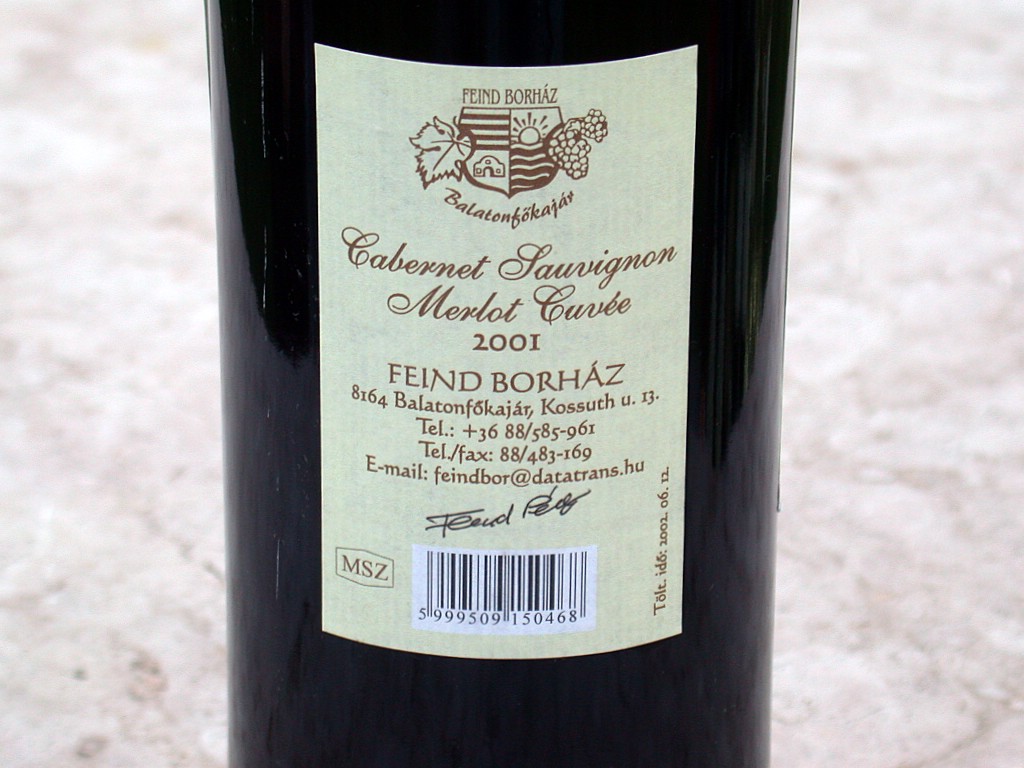 FEIND BORHÁZ
Balatonfőkajár
Cabernet Sauvignon
Merlot Cuvée
2001
FEIND BORHÁZ
8164 Balatonfőkajár, Kossuth u. 13.
Tel.: +36 88/585-961
Tel./fax: 88/483-169
E-mail: feindbor@datatrans.hu
Feind
MSZ
5 999509 150468
Tölt. idő: 2002. 06. 12.